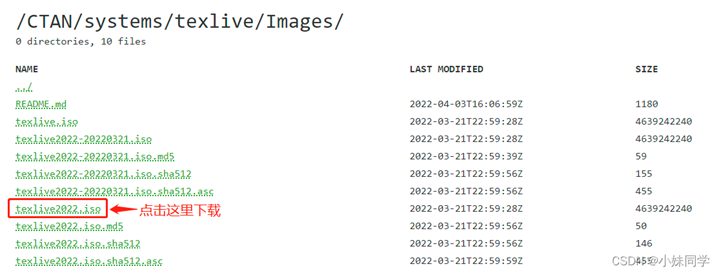 /CTAN/systems/texlive/Images/
0 directories, 10 files
NAME LAST MODIFIED SIZE
../
README.md 2022-04-03T16:06:59Z 1180
texlive.iso 2022-03-21T22:59:28Z 4639242240
texlive2022-20220321.iso 2022-03-21T22:59:28Z 4639242240
texlive2022-20220321.iso.md5 2022-03-21T22:59:39Z 59
texlive2022-20220321.iso.sha512 2022-03-21T22:59:56Z 155
texlive2022-20220321.iso.sha512.asc 2022-03-21T22:59:56Z 455
texlive2022.iso 点击这里下载 2022-03-21T22:59:28Z 4639242240
texlive2022.iso.md5 2022-03-21T22:59:56Z 50
texlive2022.iso.sha512 2022-03-21T22:59:56Z 146
texlive2022.iso.sha512.asc 2022-03-21T22:59:59Z 455
CSDN @小妹同学